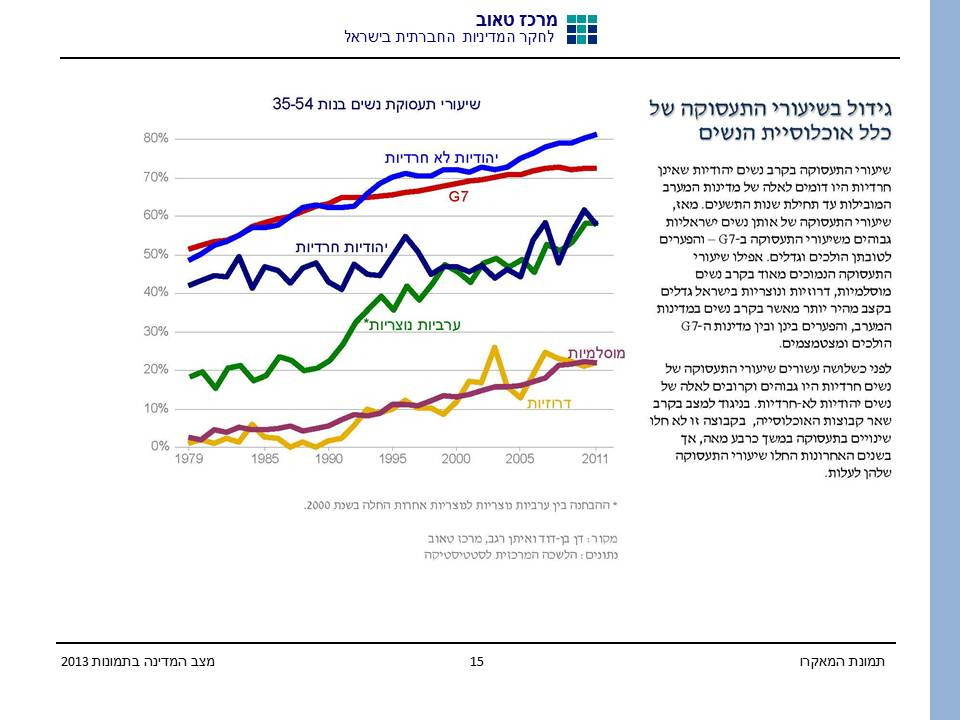 מרכז טאוב
לחקר המדיניות החברתית בישראל
גידול בשיעורי התעסוקה של
כלל אוכלוסיית הנשים
שיעורי התעסוקה בקרב נשים יהודיות שאינן
חרדיות היו דומים לאלה של מדינות המערב
המובילות עד תחילת שנות התשעים. מאז,
שיעורי התעסוקה של אותן נשים ישראליות
גבוהים משיעורי התעסוקה ב-G7 – והפערים
לטובתן הולכים וגדלים. אפילו שיעורי
התעסוקה הנמוכים מאוד בקרב נשים
מוסלמיות, דרוזיות ונוצריות בישראל גדלים
בקצב מהיר יותר מאשר בקרב נשים במדינות
המערב, והפערים בינן ובין מדינות ה-G7
הולכים ומצטמצמים.
לפני כשלושה עשורים שיעורי התעסוקה של
נשים חרדיות היו גבוהים וקרובים לאלה של
נשים יהודיות לא-חרדיות. בניגוד למצב בקרב
שאר קבוצות האוכלוסייה, בקבוצה זו לא חלו
שינויים בתעסוקה במשך כרבע מאה, אך
בשנים האחרונות החלו שיעורי התעסוקה
שלהן לעלות.
שיעורי תעסוקת נשים בנות 35-54
80%
70%
60%
50%
40%
30%
20%
10%
0%
יהודיות לא חרדיות
G7
יהודיות חרדיות
ערביות נוצריות*
מוסלמיות
דרוזיות
1979 1985 1990 1995 2000 2005 2011
* ההבחנה בין ערביות נוצריות לנוצריות אחרות החלה בשנת 2000.
מקור: דן בן-דוד ואיתן רגב, מרכז טאוב
נתונים: הלשכה המרכזית לסטטיסטיקה
תמונת המאקרו
15
מצב המדינה בתמונות 2013